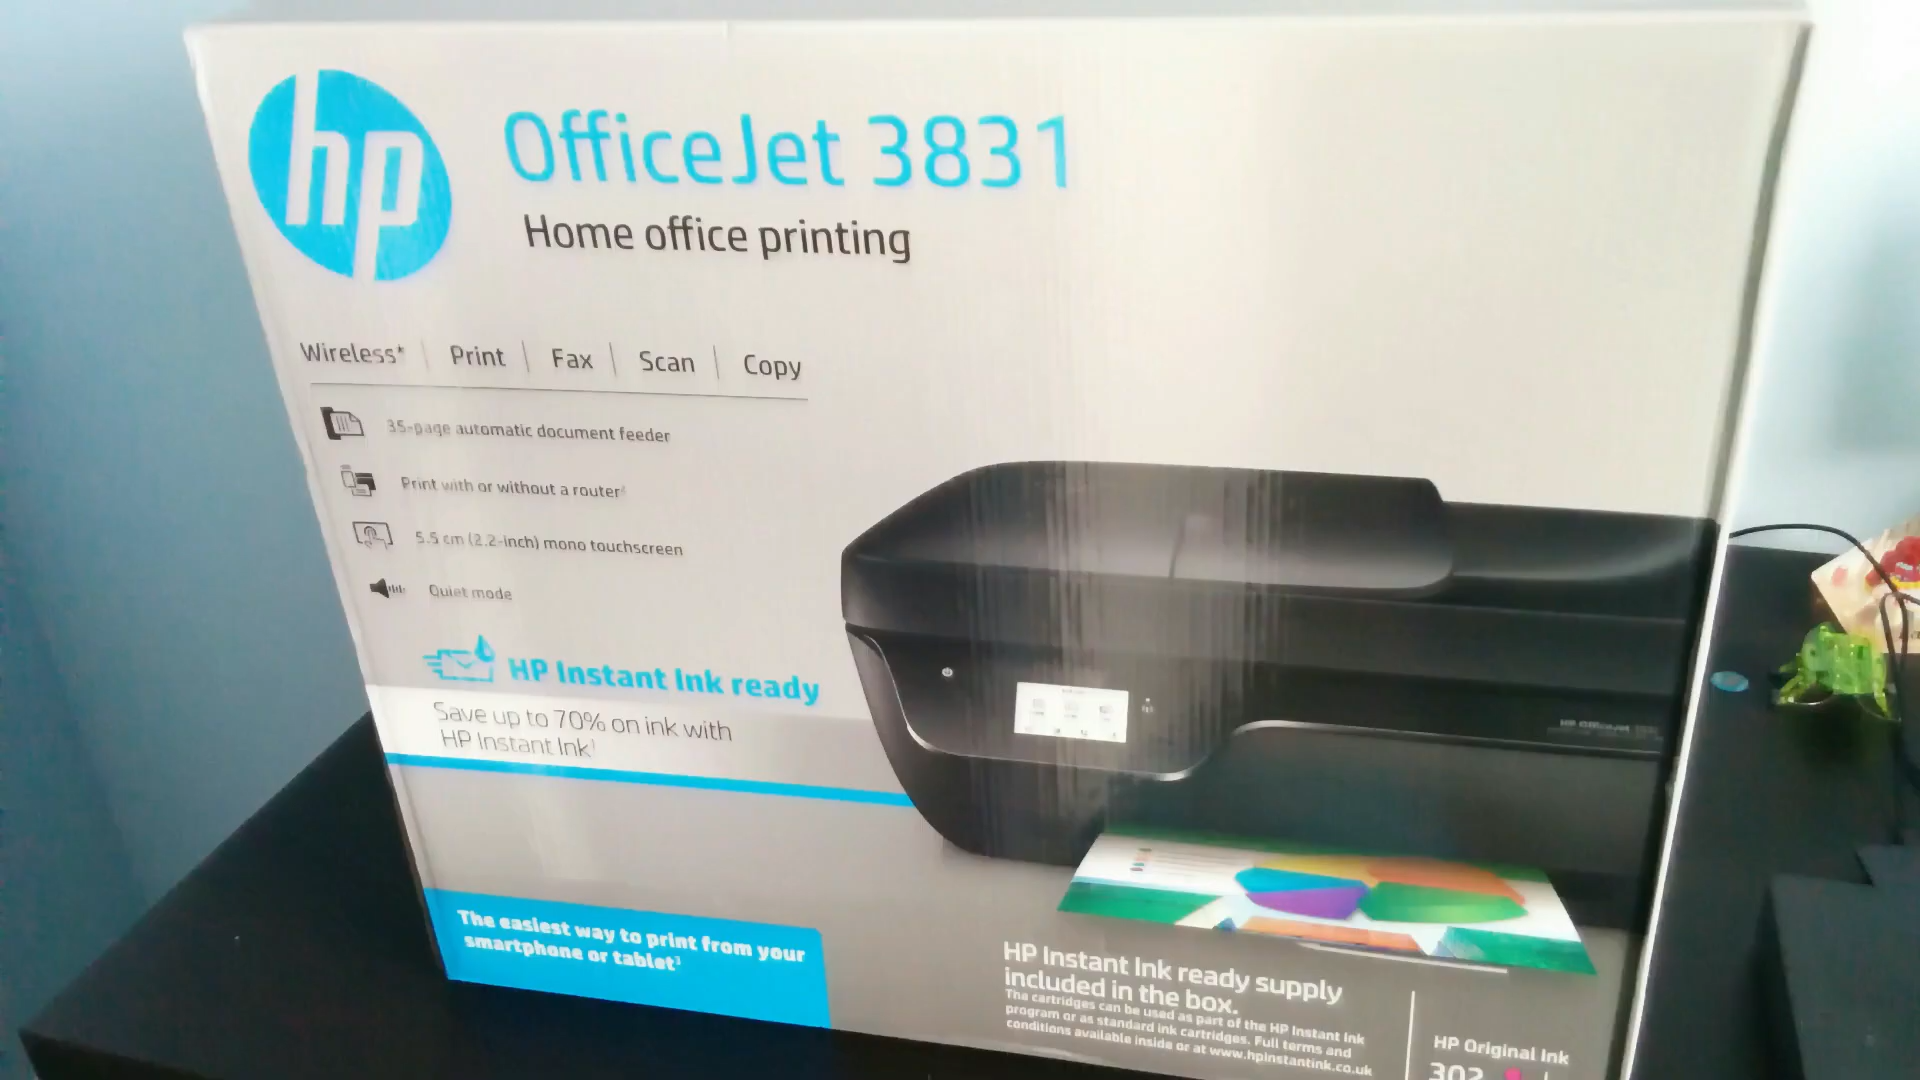 hp
OfficeJet 3831
Home office printing
Wireless* | Print | Fax | Scan | Copy
35-page automatic document feeder
Print with or without a router
5.5 cm (2.2-inch) mono touchscreen
Quiet mode
HP Instant Ink ready
Save up to 70% on ink with
HP Instant Ink¹
The easiest way to print from your
smartphone or tablet³
HP OfficeJet
HP Instant Ink ready supply
included in the box.
The cartridges can be used as part of the HP Instant Ink
program or as standard ink cartridges. Full terms and
conditions available inside or at www.hpinstantink.co.uk
HP Original Ink
302